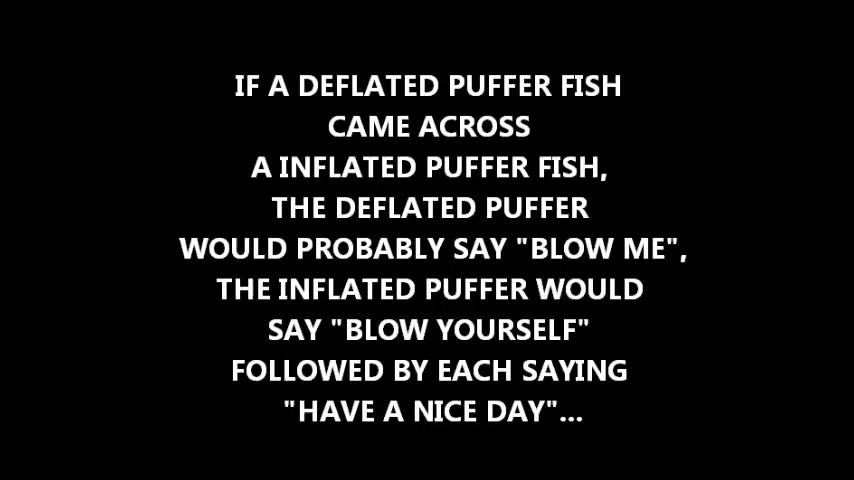 IF A DEFLATED PUFFER FISH
CAME ACROSS
A INFLATED PUFFER FISH,
THE DEFLATED PUFFER
WOULD PROBABLY SAY "BLOW ME",
THE INFLATED PUFFER WOULD
SAY "BLOW YOURSELF"
FOLLOWED BY EACH SAYING
"HAVE A NICE DAY"...